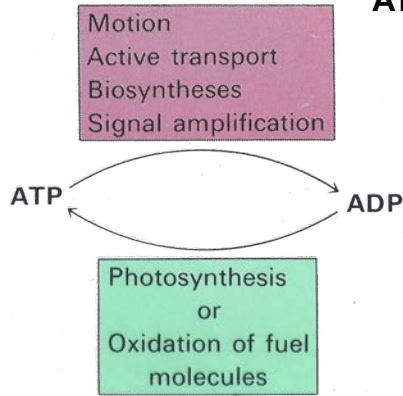 Motion
Active transport
Biosyntheses
Signal amplification
ATP
ADP
Photosynthesis
or
Oxidation of fuel
molecules